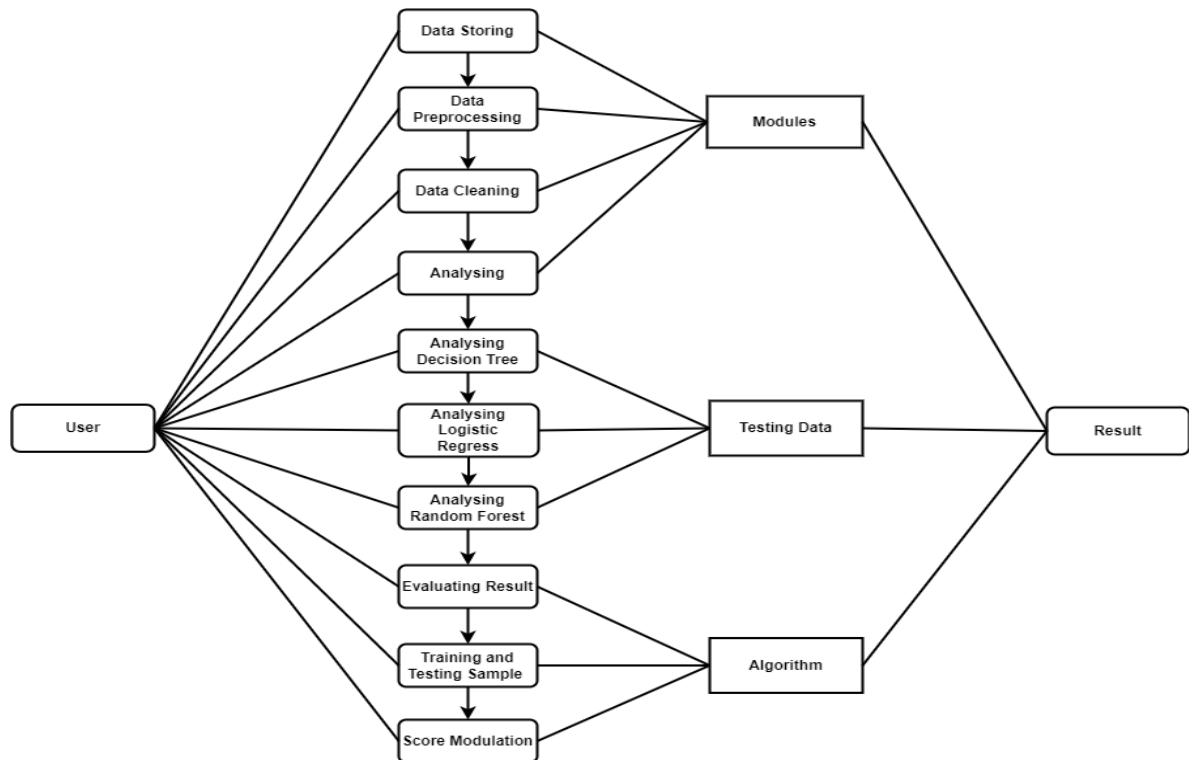 Data Storing
Data
Preprocessing
Modules
Data Cleaning
Analysing
Analysing
Decision Tree
User
Analysing
Logistic
Regress
Testing Data
Result
Analysing
Random Forest
Evaluating Result
Training and
Testing Sample
Algorithm
Score Modulation